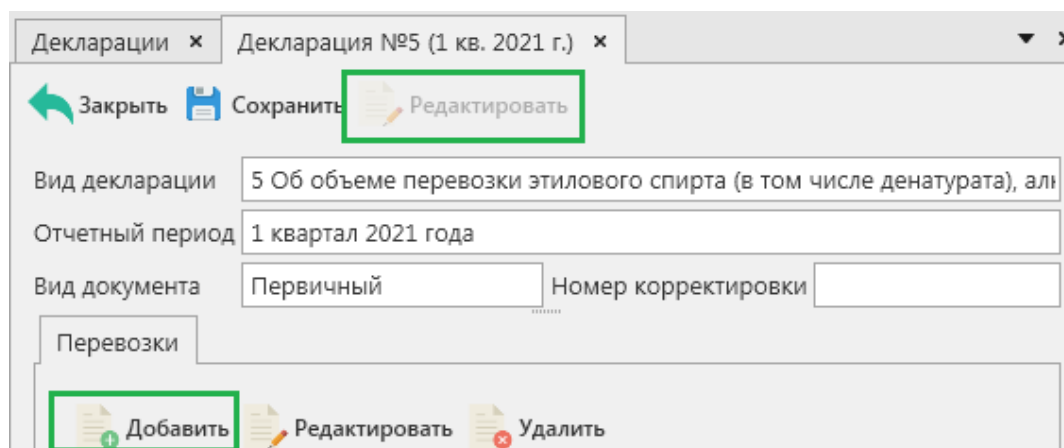 Декларации × Декларация №5 (1 кв. 2021 г.) ×
Закрыть Сохранить Редактировать
Вид декларации 5 Об объеме перевозки этилового спирта (в том числе денатурата),
Отчетный период 1 квартал 2021 года
Вид документа Первичный Номер корректировки
Перевозки
Добавить Редактировать Удалить